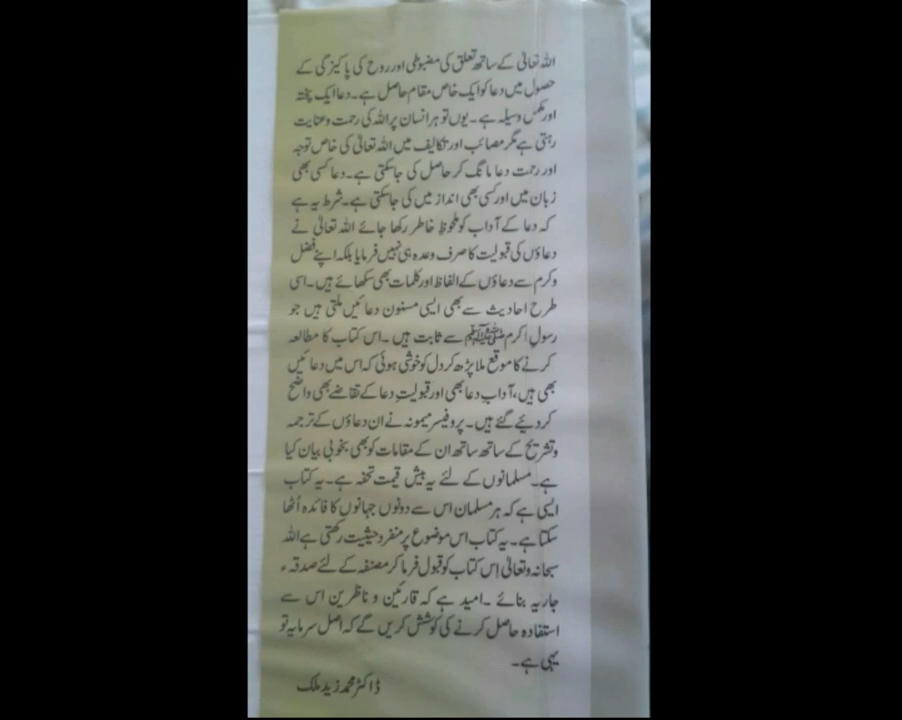 اللہ تعالیٰ کے ساتھ تعلق کی مضبوطی اور روح کی پاکیزگی کے
حصول میں دعا کو ایک خاص مقام حاصل ہے۔ دعا ایک پختہ
اور مکمل وسیلہ ہے۔ یوں تو ہر انسان پر اللہ کی رحمت و عنایت
رہتی ہے مگر مصائب اور تکالیف میں اللہ تعالیٰ کی خاص توجہ
اور رحمت دعا مانگ کر حاصل کی جاسکتی ہے۔ دعا کسی بھی
زبان میں اور کسی بھی انداز میں کی جاسکتی ہے۔ شرط یہ ہے
کہ دعا کے آداب کو ملحوظِ خاطر رکھا جائے اللہ تعالیٰ نے
دعاؤں کی قبولیت کا صرف وعدہ ہی نہیں فرمایا بلکہ اپنے فضل
و کرم سے دعاؤں کے الفاظ اور کلمات بھی سکھائے ہیں۔ اسی
طرح احادیث سے بھی ایسی مسنون دعائیں ملتی ہیں جو
رسولِ اکرم ﷺ سے ثابت ہیں۔ اس کتاب کا مطالعہ
کرنے کا موقع ملا پڑھ کر دل کو خوشی ہوئی کہ اس میں دعائیں
بھی ہیں، آدابِ دعا بھی اور قبولیتِ دعا کے تقاضے بھی واضح
کر دیئے گئے ہیں۔ پروفیسر میمونہ نے ان دعاؤں کے ترجمہ
و تشریح کے ساتھ ساتھ ان کے مقامات کو بھی بخوبی بیان کیا
ہے۔ مسلمانوں کے لئے یہ بیش قیمت تحفہ ہے۔ یہ کتاب
ایسی ہے کہ ہر مسلمان اس سے دونوں جہانوں کا فائدہ اُٹھا
سکتا ہے۔ یہ کتاب اس موضوع پر منفرد حیثیت رکھتی ہے اللہ
سبحانہ و تعالیٰ اِس کتاب کو قبول فرما کر مصنفہ کے لئے صدقہء
جاریہ بنائے۔ امید ہے کہ قارئین و ناظرین اس سے
استفادہ حاصل کرنے کی کوشش کریں گے کہ اصل سرمایہ تو
یہی ہے۔
ڈاکٹر محمد زید ملک